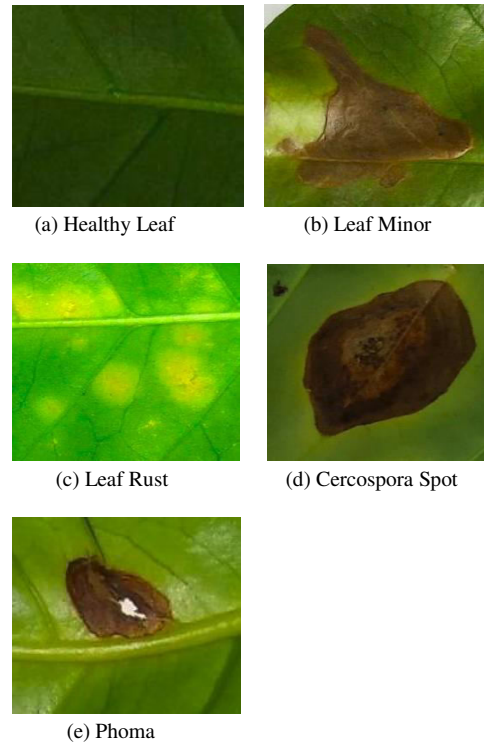 (a) Healthy Leaf
(b) Leaf Minor
(c) Leaf Rust
(d) Cercospora Spot
(e) Phoma